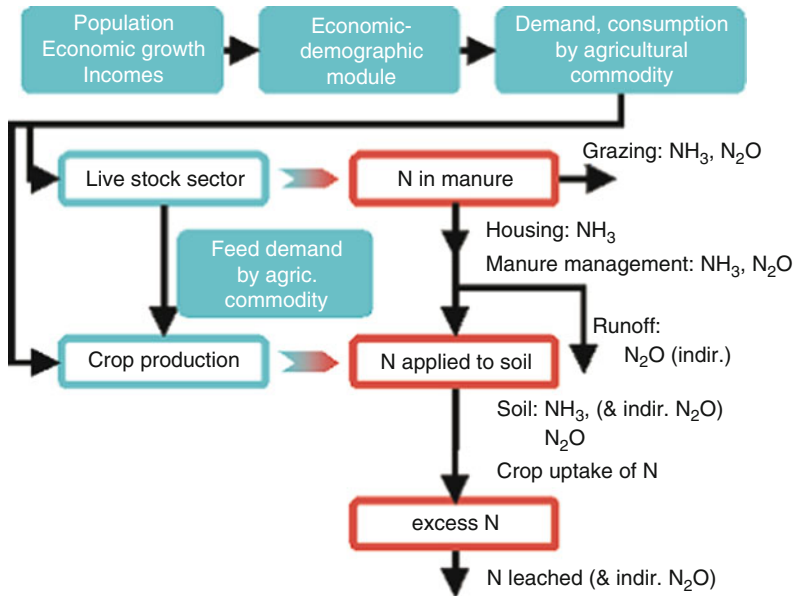 Population
Economic growth
Incomes
Economic-
demographic
module
Demand, consumption
by agricultural
commodity
Live stock sector
N in manure
Grazing: NH₃, N₂O
Housing: NH₃
Manure management: NH₃, N₂O
Feed demand
by agric.
commodity
Runoff:
N₂O (indir.)
Crop production
N applied to soil
Soil: NH₃, (& indir. N₂O)
N₂O
Crop uptake of N
excess N
N leached (& indir. N₂O)